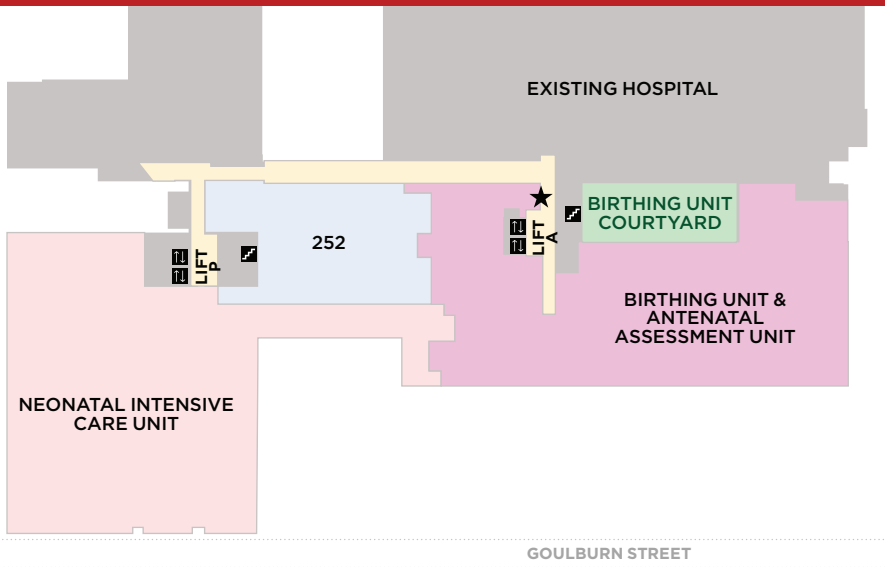 EXISTING HOSPITAL
BIRTHING UNIT
COURTYARD
LIFT
A
252
LIFT
P
BIRTHING UNIT &
ANTENATAL
ASSESSMENT UNIT
NEONATAL INTENSIVE
CARE UNIT
GOULBURN STREET